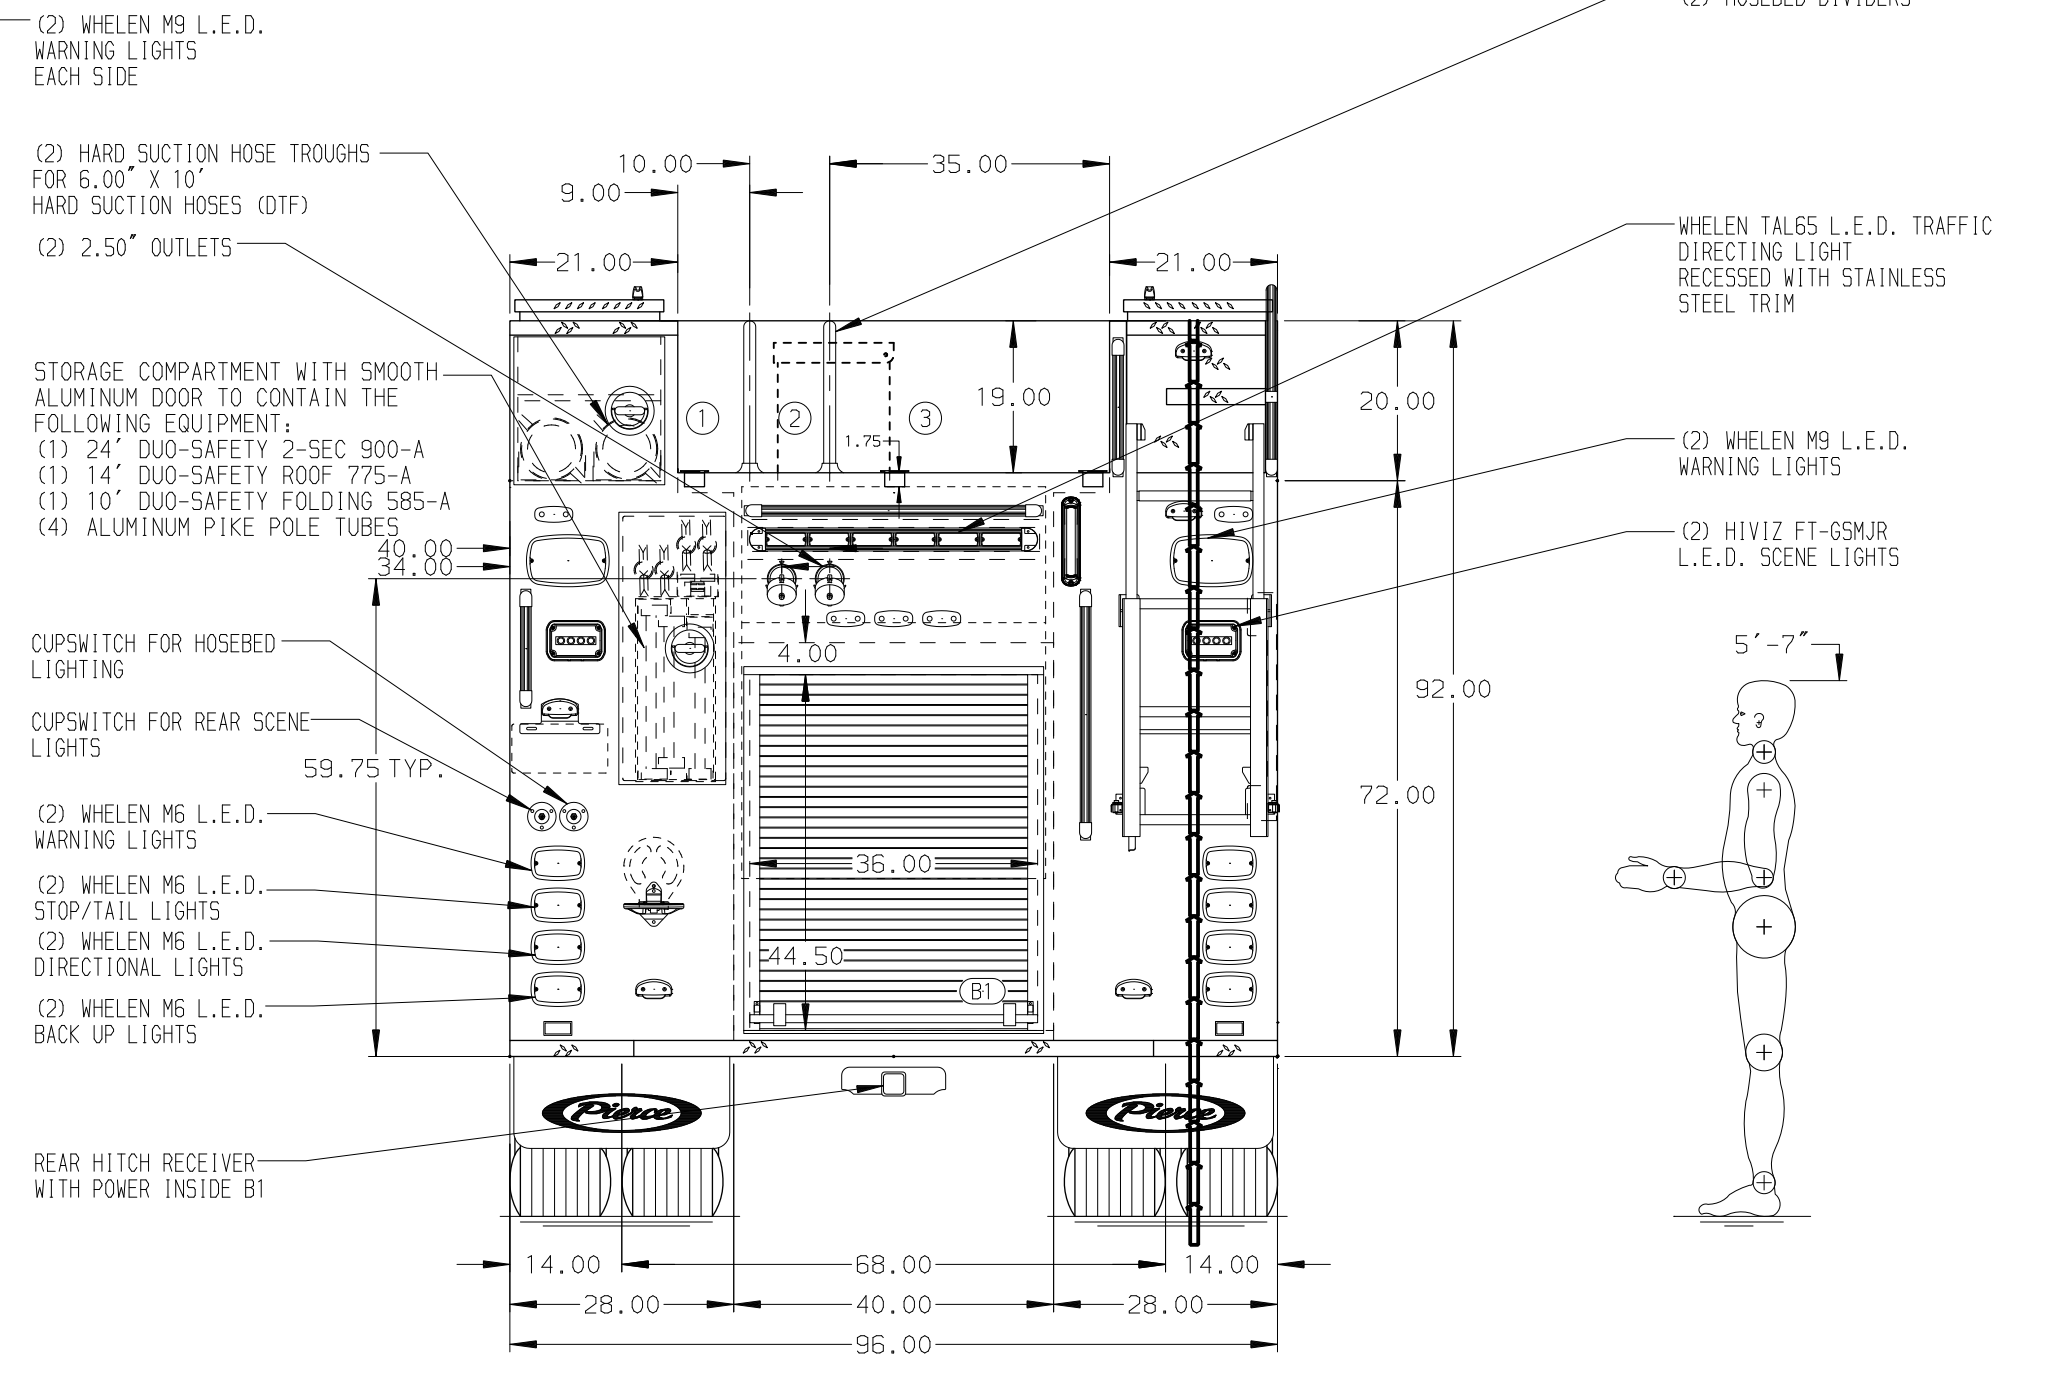 (2) WHELEN M9 L.E.D.
WARNING LIGHTS
EACH SIDE
(2) HOSEBED DIVIDERS
(2) HARD SUCTION HOSE TROUGHS
FOR 6.00" X 10'
HARD SUCTION HOSES (DTF)
(2) 2.50" OUTLETS
STORAGE COMPARTMENT WITH SMOOTH
ALUMINUM DOOR TO CONTAIN THE
FOLLOWING EQUIPMENT:
(1) 24' DUO-SAFETY 2-SEC 900-A
(1) 14' DUO-SAFETY ROOF 775-A
(1) 10' DUO-SAFETY FOLDING 585-A
(4) ALUMINUM PIKE POLE TUBES
40.00
34.00
CUPSWITCH FOR HOSEBED
LIGHTING
CUPSWITCH FOR REAR SCENE
LIGHTS
59.75 TYP.
(2) WHELEN M6 L.E.D.
WARNING LIGHTS
(2) WHELEN M6 L.E.D.
STOP/TAIL LIGHTS
(2) WHELEN M6 L.E.D.
DIRECTIONAL LIGHTS
(2) WHELEN M6 L.E.D.
BACK UP LIGHTS
REAR HITCH RECEIVER
WITH POWER INSIDE B1
10.00
35.00
9.00
21.00
21.00
1
2
3
19.00
1.75
20.00
4.00
92.00
72.00
36.00
44.50
B1
Pierce
Pierce
14.00
68.00
14.00
28.00
40.00
28.00
96.00
WHELEN TAL65 L.E.D. TRAFFIC
DIRECTING LIGHT
RECESSED WITH STAINLESS
STEEL TRIM
(2) WHELEN M9 L.E.D.
WARNING LIGHTS
(2) HIVIZ FT-GSMJR
L.E.D. SCENE LIGHTS
5'-7"